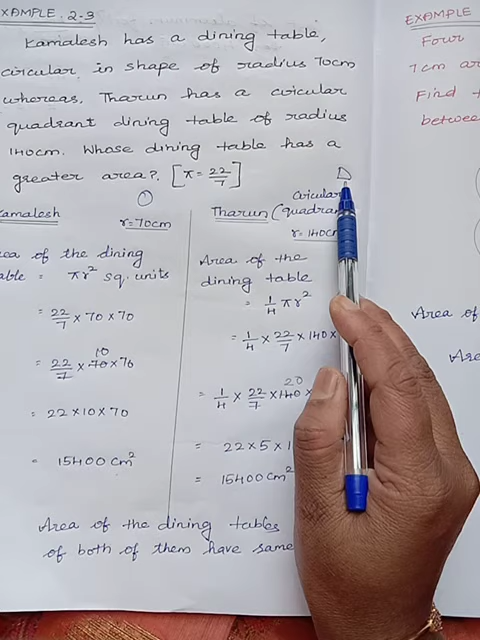 EXAMPLE 2-3
Kamalesh has a dining table,
circular in shape of radius 70cm
whereas, Tharun has a circular
quadrant dining table of radius
140cm. Whose dining table has a
greater area?. [π = 22/7]
Kamalesh
r = 70cm
Area of the dining
table = πr² sq. units
= 22/7 × 70 × 70
= 22/7 × 70 × 70
10
= 22 × 10 × 70
= 15400 cm²
circular
Tharun (quadrant
r = 140cm
Area of the
dining table
= 1/4 πr²
= 1/4 × 22/7 × 140 ×
20
= 1/4 × 22/7 × 140 ×
= 22 × 5 × 1
= 15400 cm²
Area of the dining tables
of both of them have same
EXAMPLE
Four
7cm
Find
between
Area of